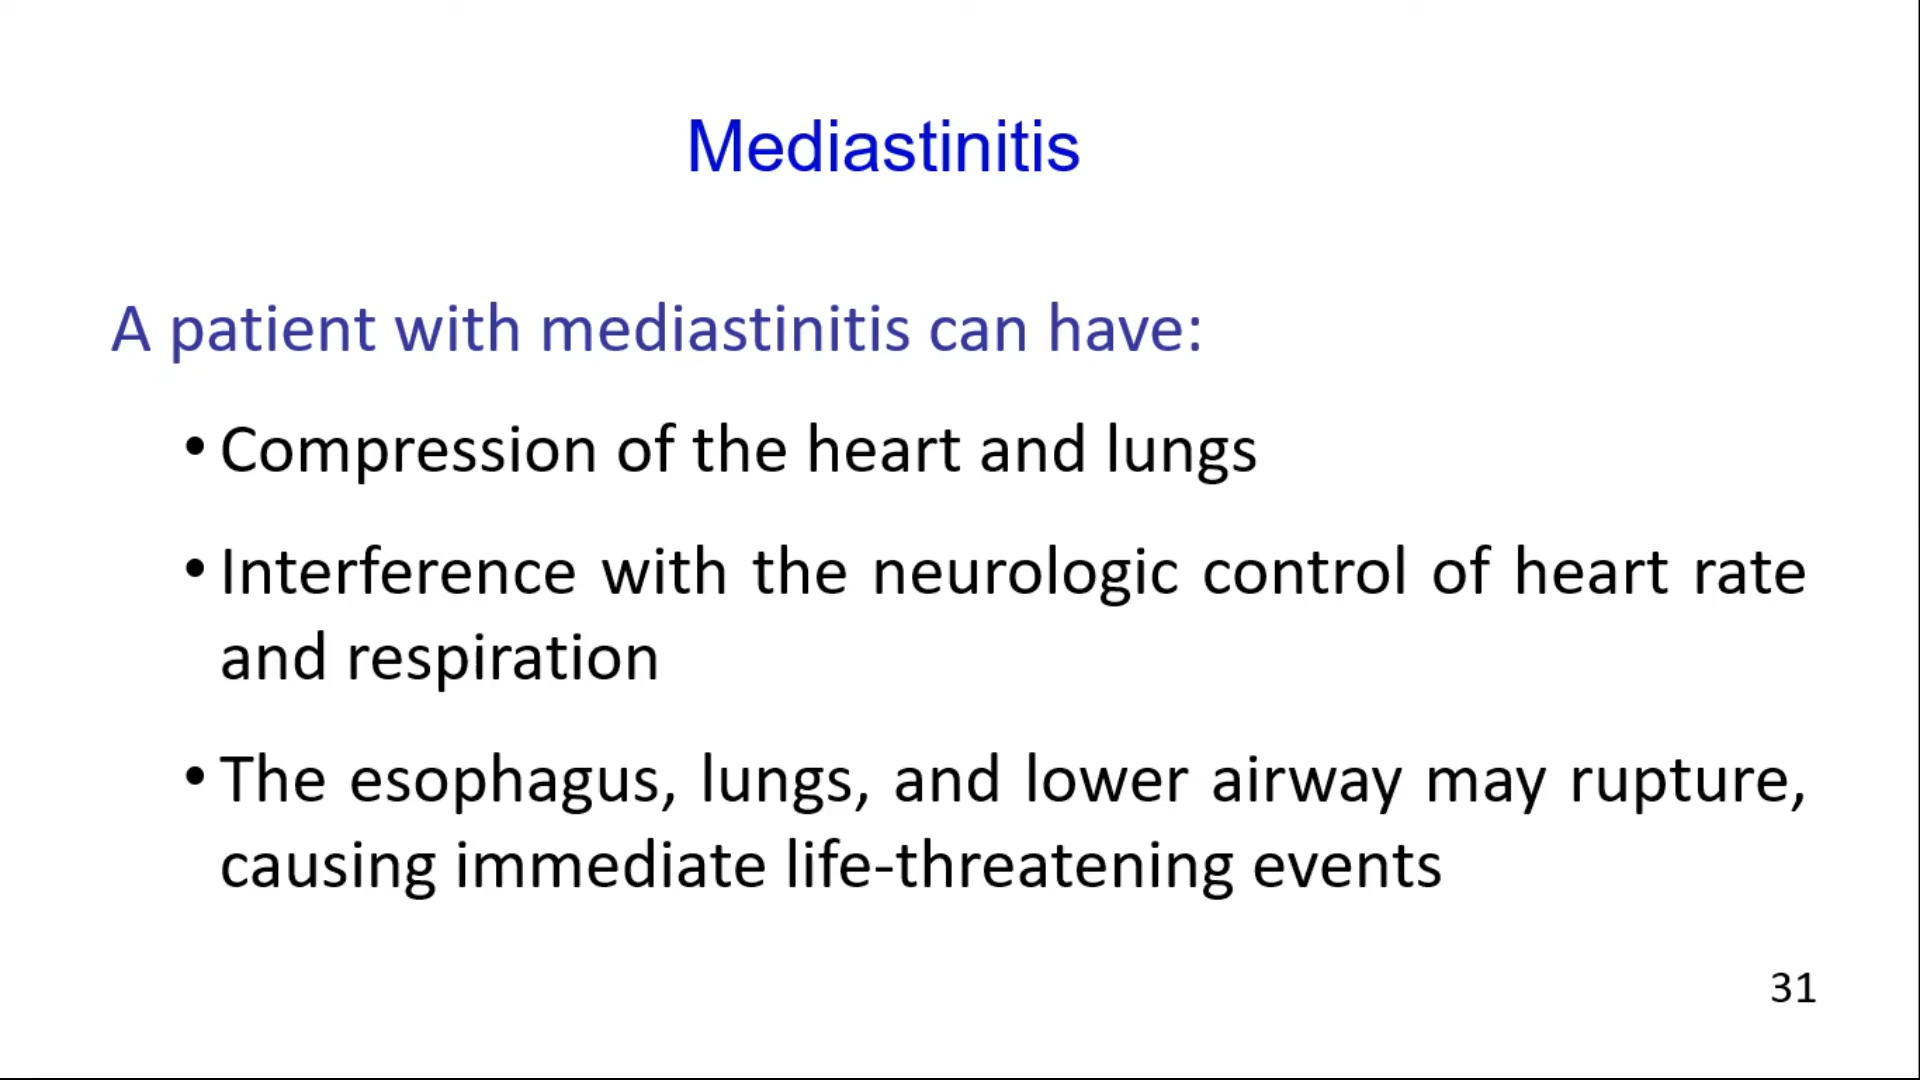 Mediastinitis
A patient with mediastinitis can have:
• Compression of the heart and lungs
• Interference with the neurologic control of heart rate
and respiration
• The esophagus, lungs, and lower airway may rupture,
causing immediate life-threatening events
31